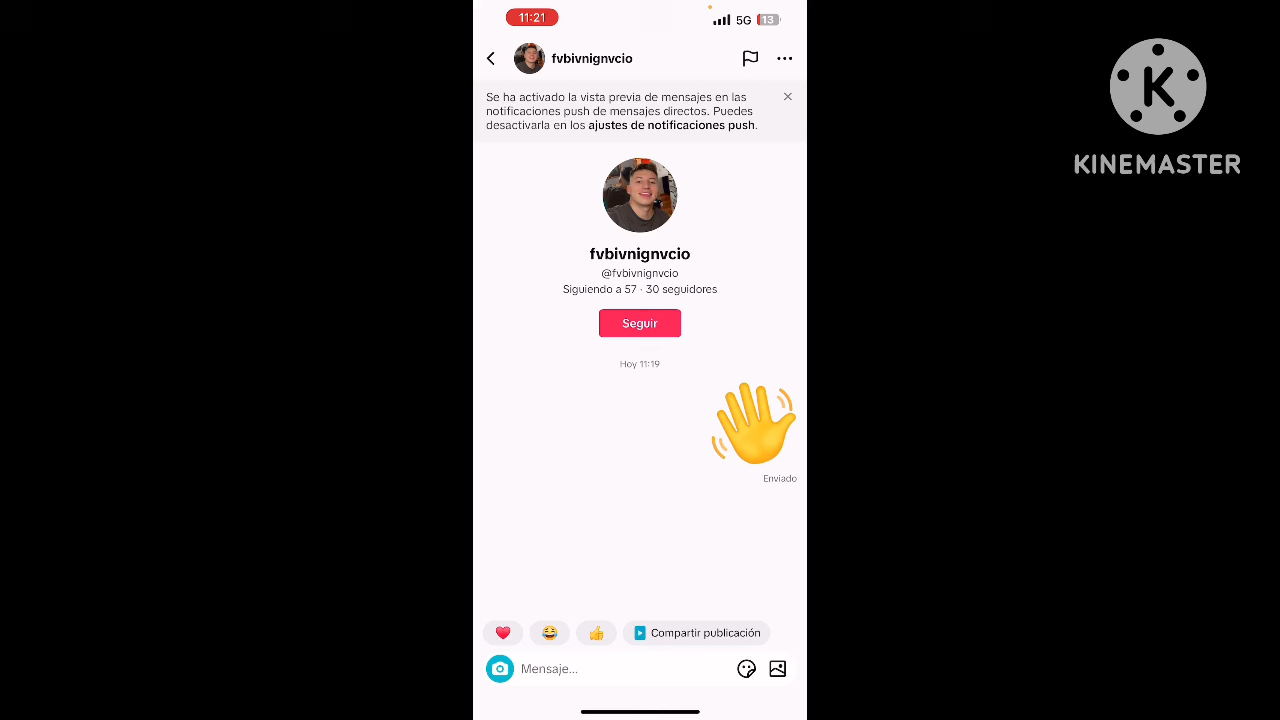 11:21
5G
13
fvbivnignvcio
Se ha activado la vista previa de mensajes en las
notificaciones push de mensajes directos. Puedes
desactivarla en los ajustes de notificaciones push.
fvbivnignvcio
@fvbivnignvcio
Siguiendo a 57 · 30 seguidores
Seguir
Hoy 11:19
Enviado
Compartir publicación
Mensaje...
K
KINEMASTER